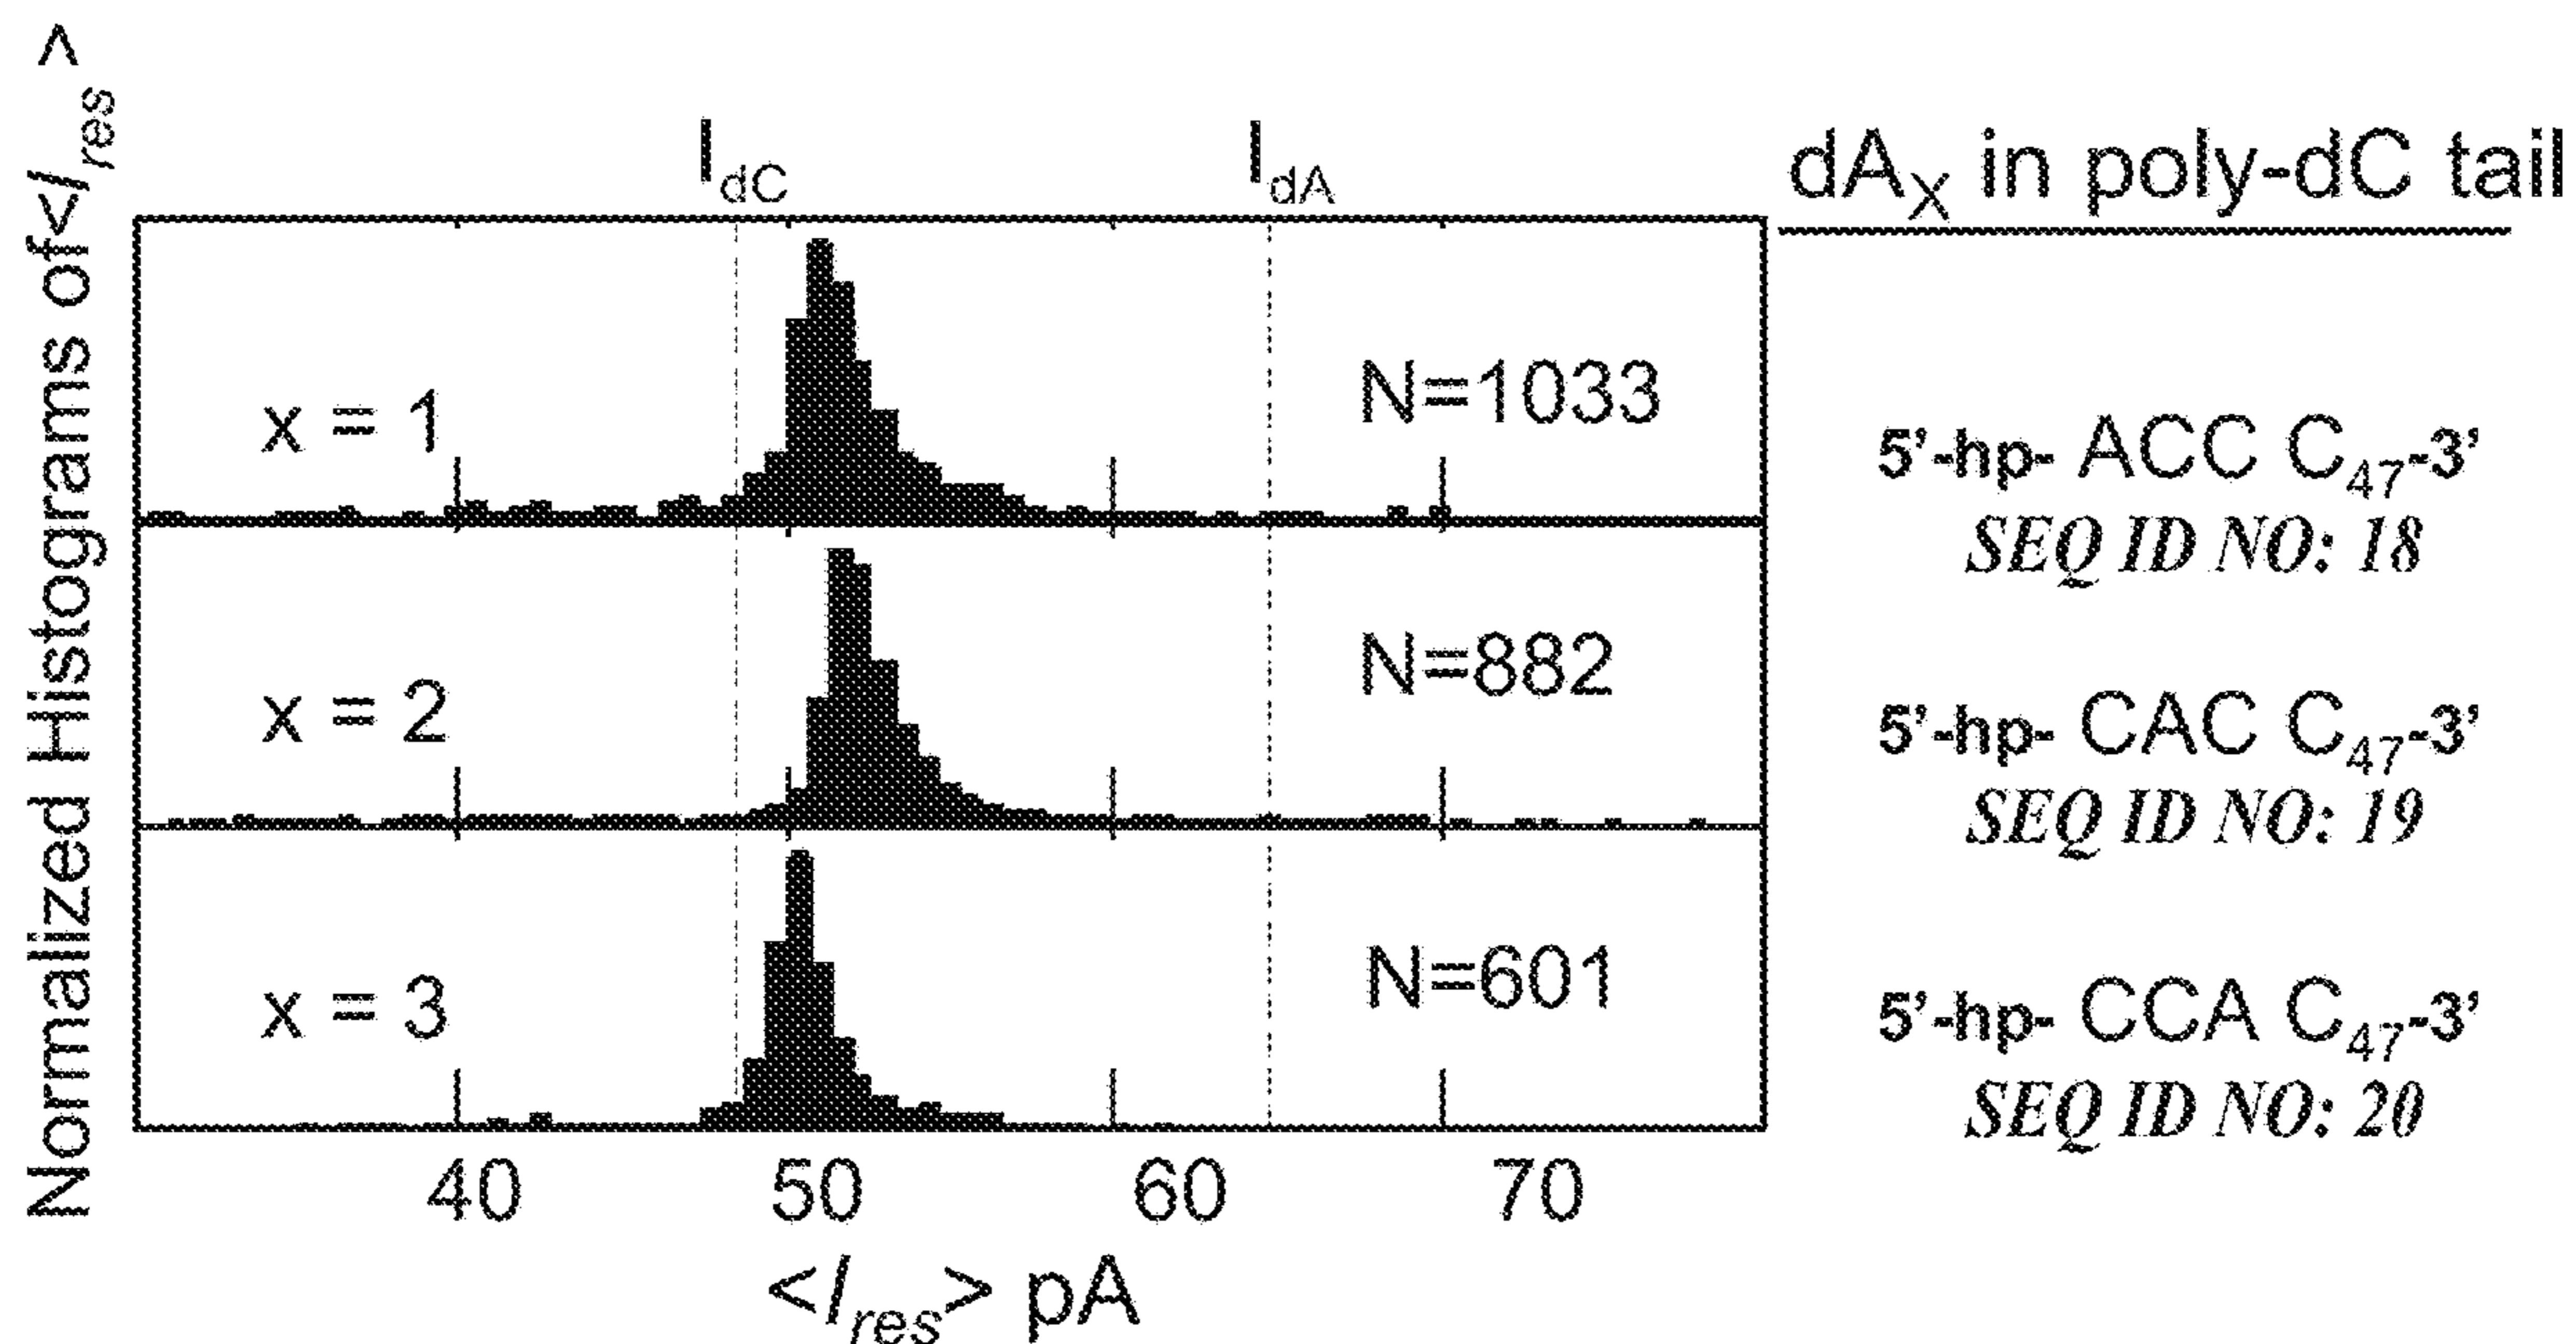 Normalized Histograms of<I_res>
I_dC
I_dA
dA_X in poly-dC tail
x = 1
N=1033
5'-hp- ACC C_47-3'
SEQ ID NO: 18
x = 2
N=882
5'-hp- CAC C_47-3'
SEQ ID NO: 19
x = 3
N=601
5'-hp- CCA C_47-3'
SEQ ID NO: 20
40 50 60 70
<I_res> pA